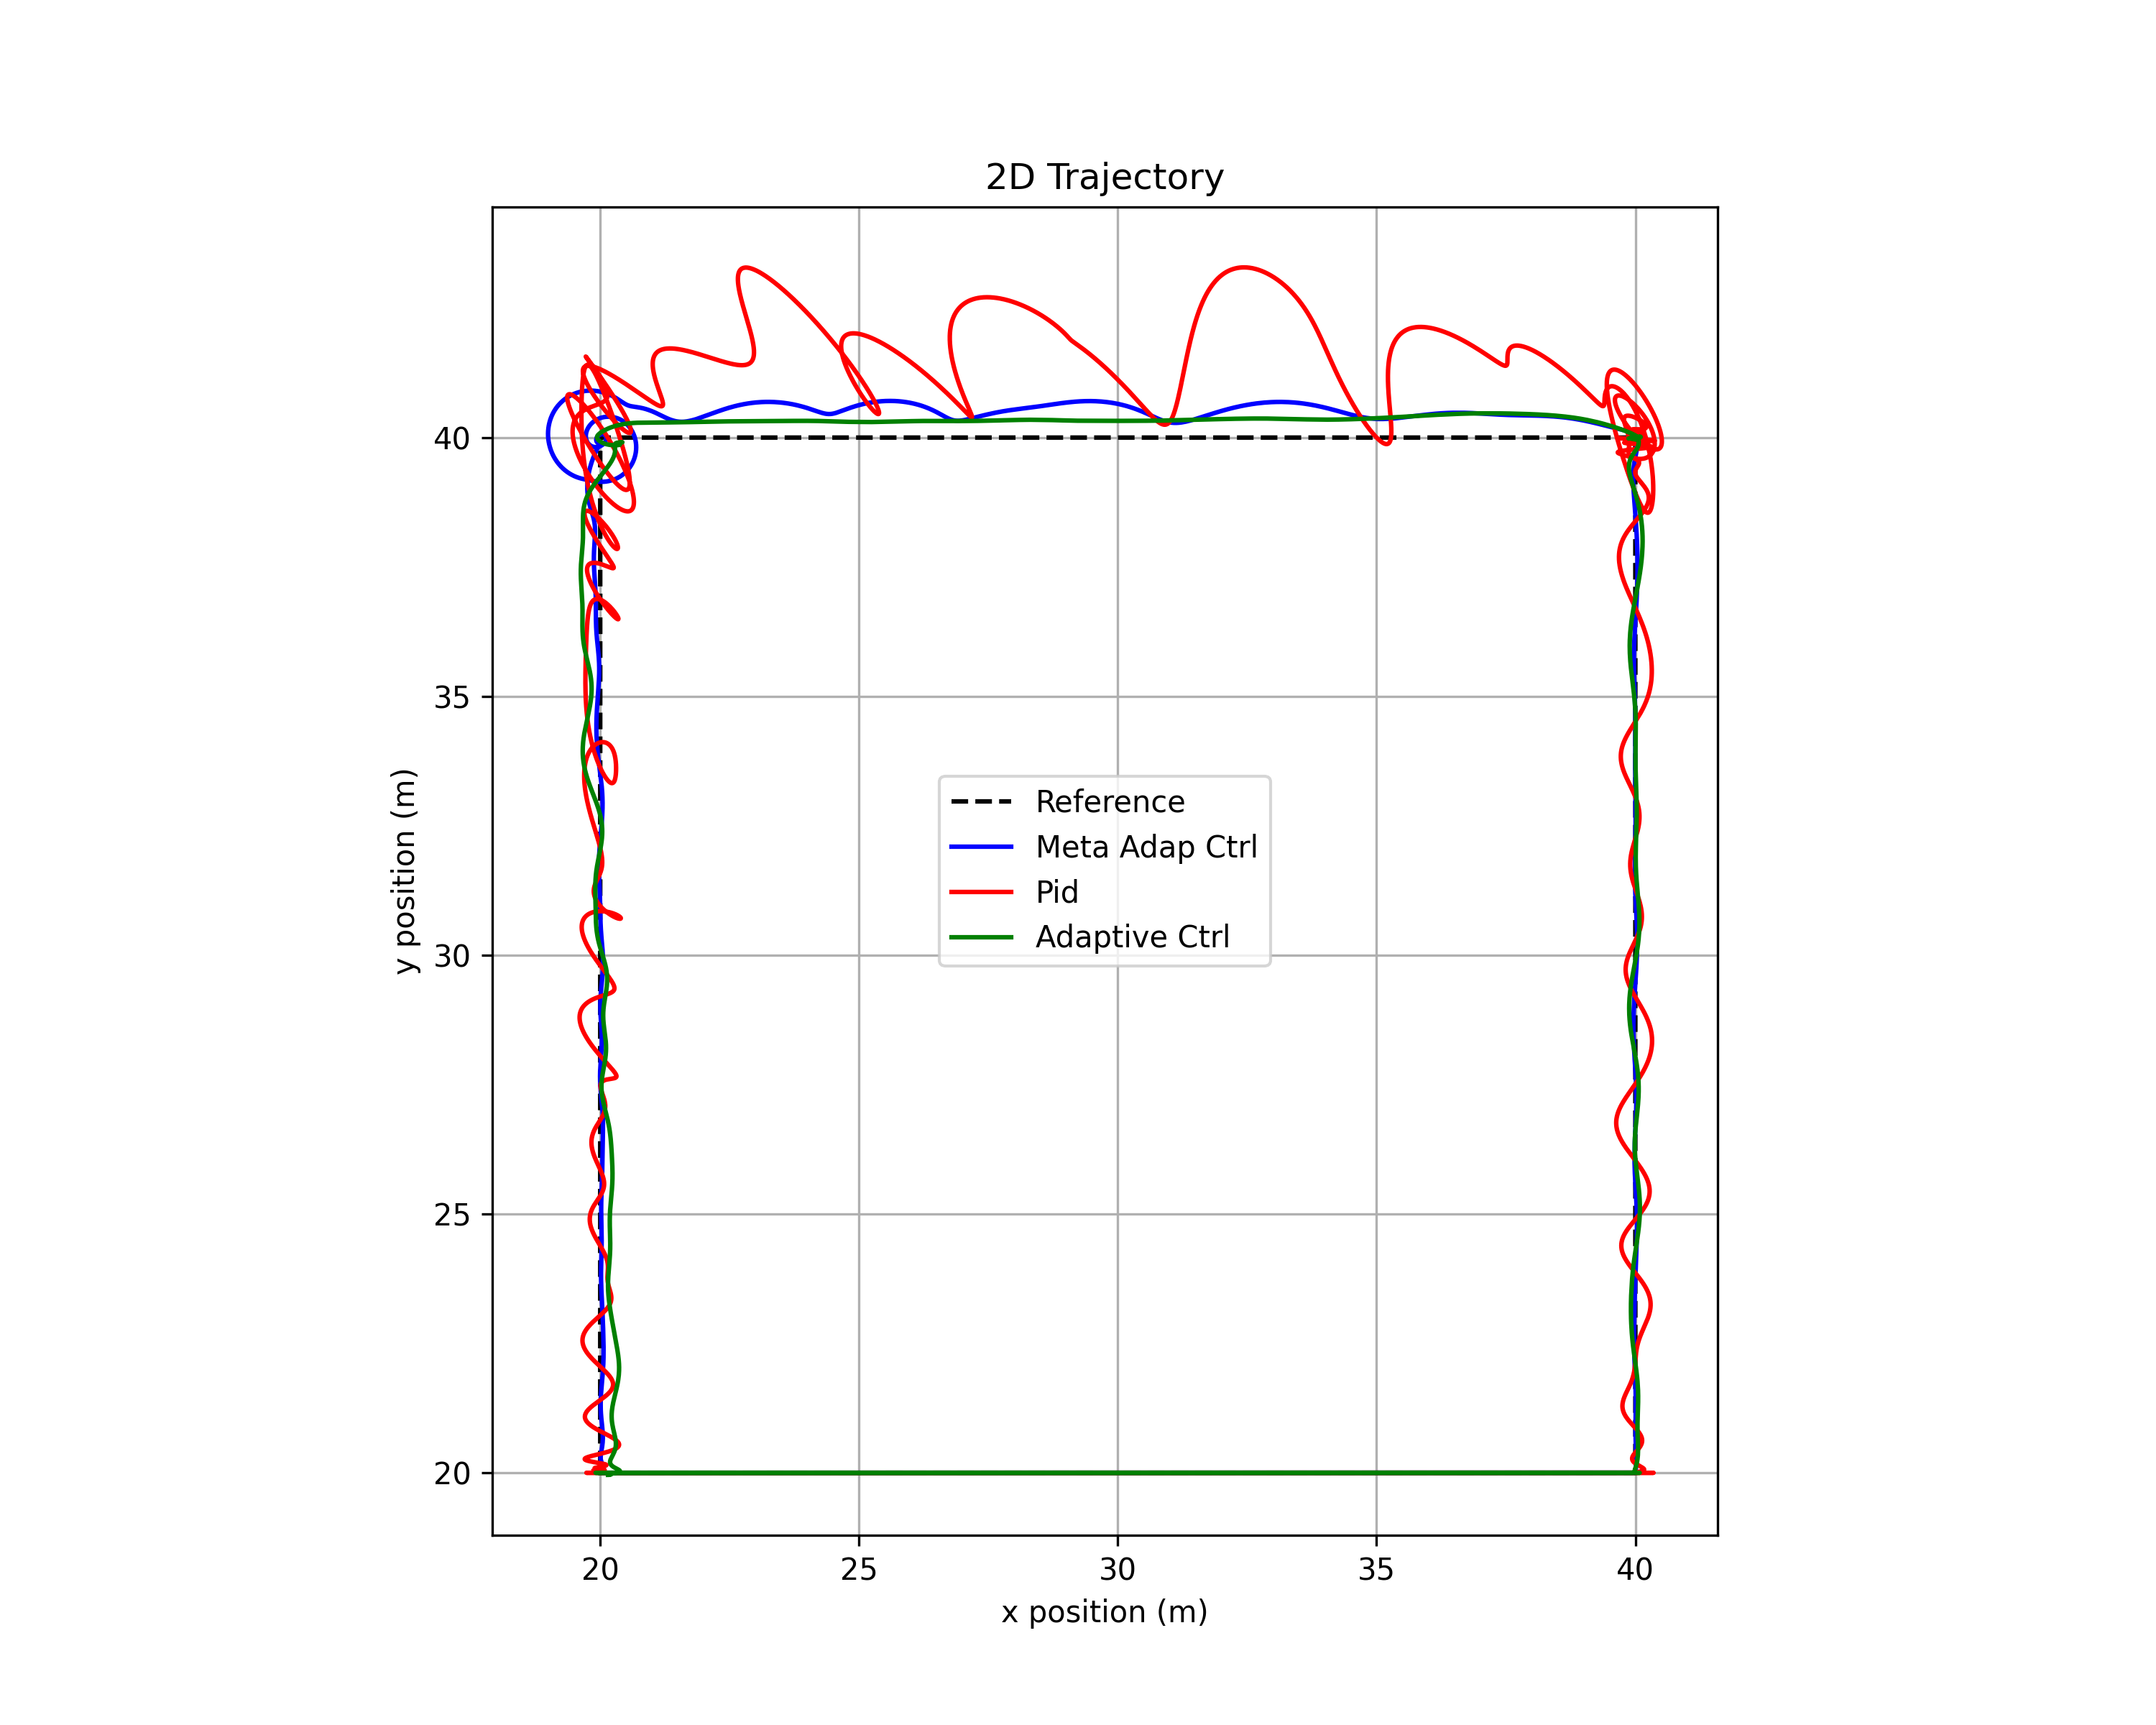 2D Trajectory
y position (m)
40
35
30
25
20
Reference
Meta Adap Ctrl
Pid
Adaptive Ctrl
20 25 30 35 40
x position (m)